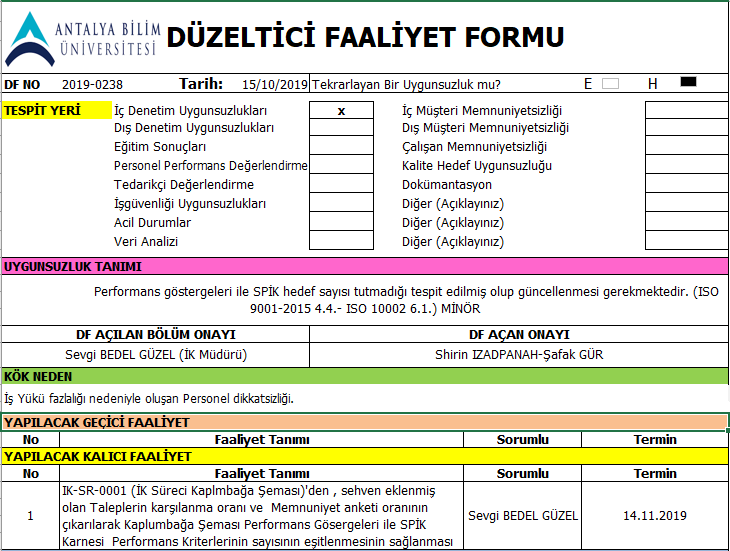 ANTALYA BİLİM
ÜNİVERSİTESİ
DÜZELTİCİ FAALİYET FORMU
DF NO 2019-0238 Tarih: 15/10/2019 Tekrarlayan Bir Uygunsuzluk mu? E H
TESPİT YERİ İç Denetim Uygunsuzlukları x İç Müşteri Memnuniyetsizliği
Dış Denetim Uygunsuzlukları Dış Müşteri Memnuniyetsizliği
Eğitim Sonuçları Çalışan Memnuniyetsizliği
Personel Performans Değerlendirme Kalite Hedef Uygunsuzluğu
Tedarikçi Değerlendirme Dokümantasyon
İşgüvenliği Uygunsuzlukları Diğer (Açıklayınız)
Acil Durumlar Diğer (Açıklayınız)
Veri Analizi Diğer (Açıklayınız)
UYGUNSUZLUK TANIMI
Performans göstergeleri ile SPİK hedef sayısı tutmadığı tespit edilmiş olup güncellenmesi gerekmektedir. (ISO
9001-2015 4.4.- ISO 10002 6.1.) MİNÖR
DF AÇILAN BÖLÜM ONAYI DF AÇAN ONAYI
Sevgi BEDEL GÜZEL (İK Müdürü) Shirin IZADPANAH-Şafak GÜR
KÖK NEDEN
İş Yükü fazlalığı nedeniyle oluşan Personel dikkatsizliği.
YAPILACAK GEÇİCİ FAALİYET
No Faaliyet Tanımı Sorumlu Termin
YAPILACAK KALICI FAALİYET
No Faaliyet Tanımı Sorumlu Termin
IK-SR-0001 (İK Süreci Kaplmbağa Şeması)'den , sehven eklenmiş
olan Taleplerin karşılanma oranı ve Memnuniyet anketi oranının
1 çıkarılarak Kaplumbağa Şeması Performans Gösergeleri ile SPİK Sevgi BEDEL GÜZEL 14.11.2019
Karnesi Performans Kriterlerinin sayısının eşitlenmesinin sağlanması